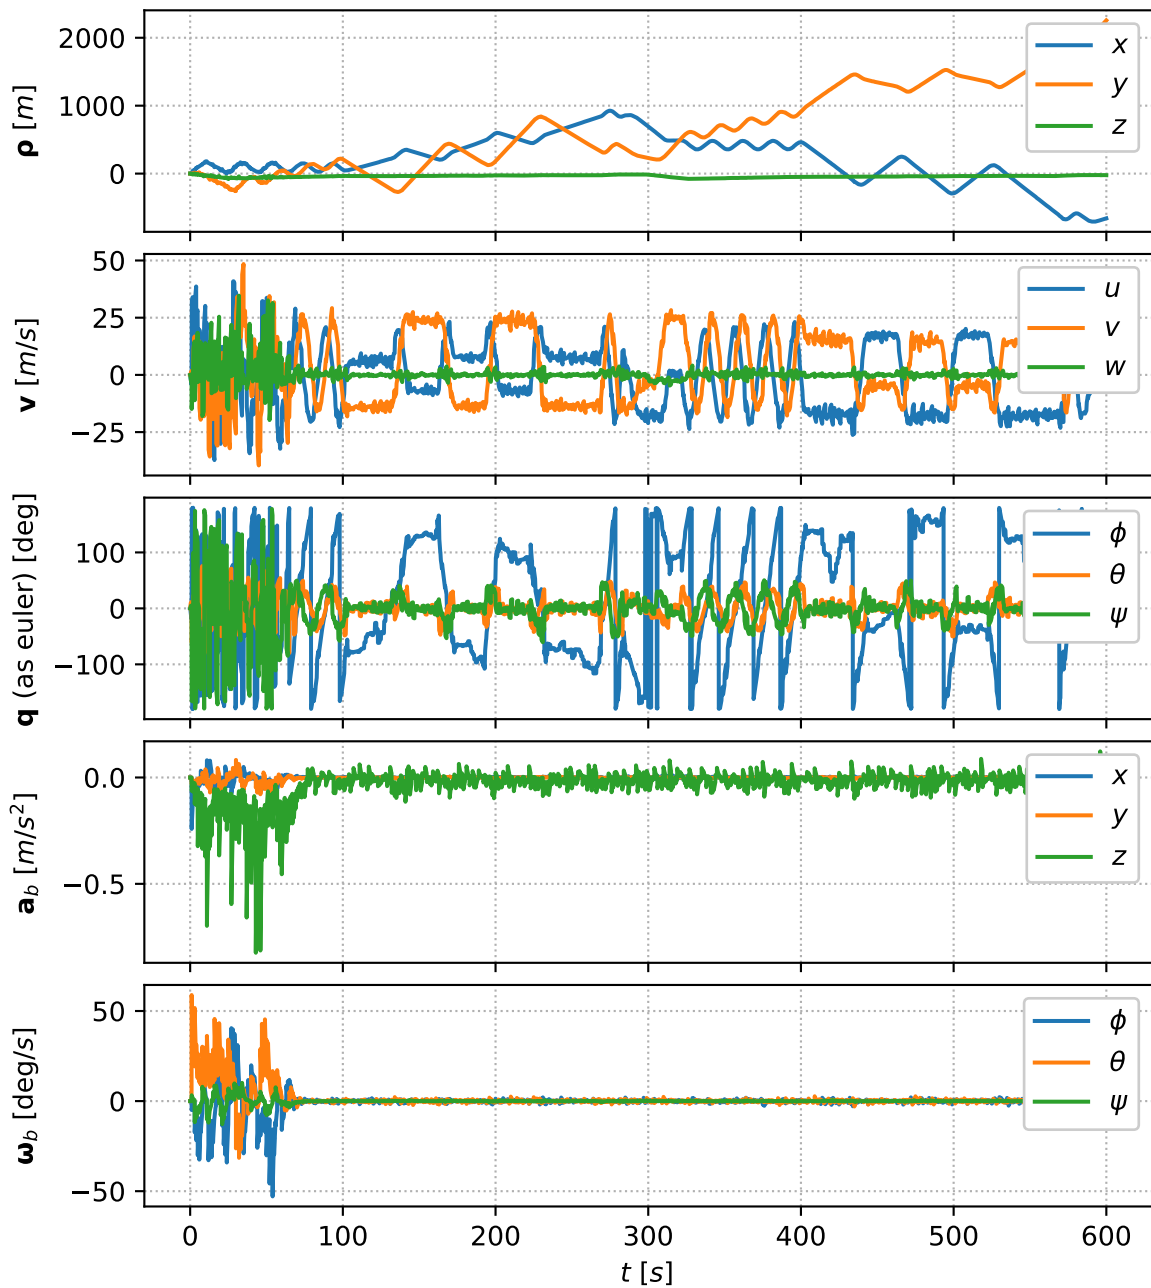 2000
1000
0
ρ [m]
x
y
z
50
25
0
−25
v [m/s]
u
v
w
100
0
−100
q (as euler) [deg]
ϕ
θ
ψ
0.0
−0.5
a_b [m/s²]
x
y
z
50
0
−50
ω_b [deg/s]
ϕ
θ
ψ
0 100 200 300 400 500 600
t [s]